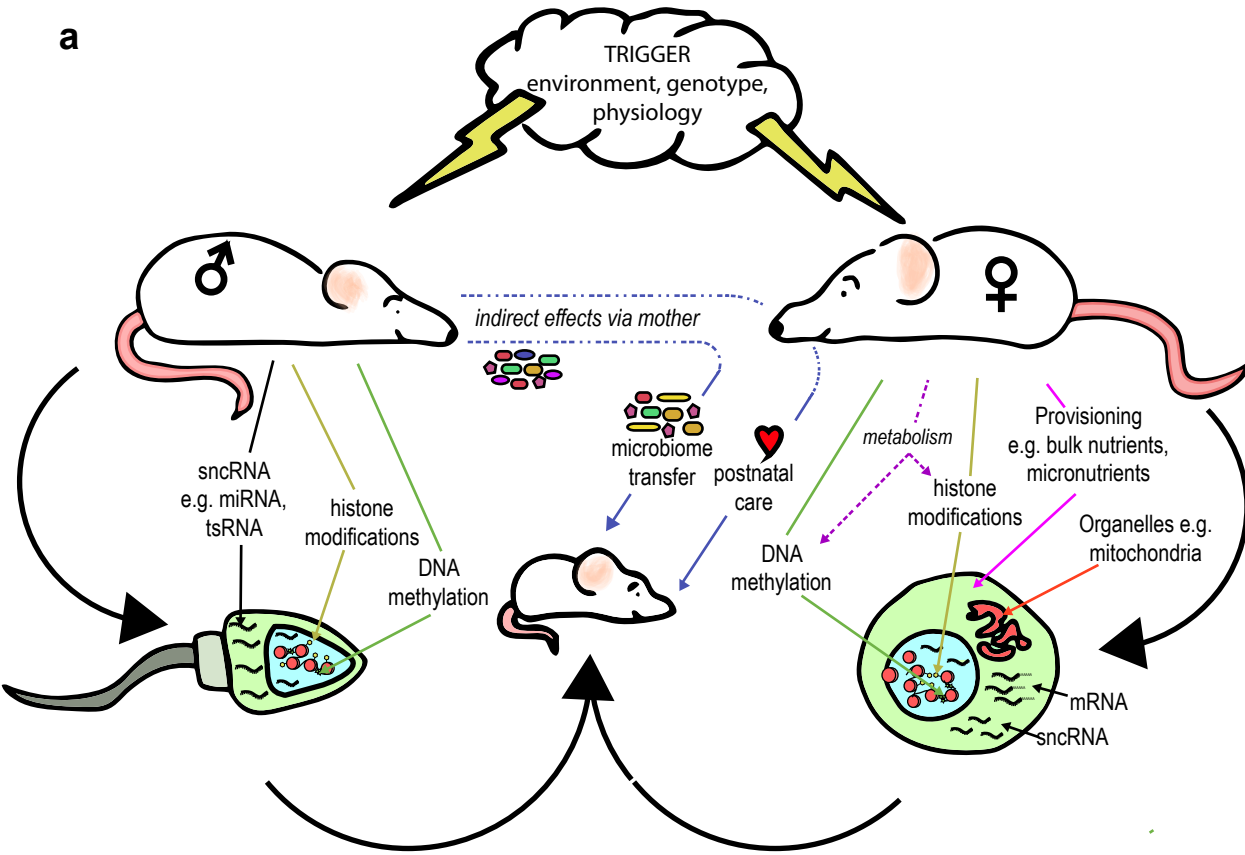 a
TRIGGER
environment, genotype,
physiology
♂
♀
indirect effects via mother
sncRNA
e.g. miRNA,
tsRNA
histone
modifications
DNA
methylation
microbiome
transfer
postnatal
care
metabolism
DNA
methylation
histone
modifications
Provisioning
e.g. bulk nutrients,
micronutrients
Organelles e.g.
mitochondria
mRNA
sncRNA